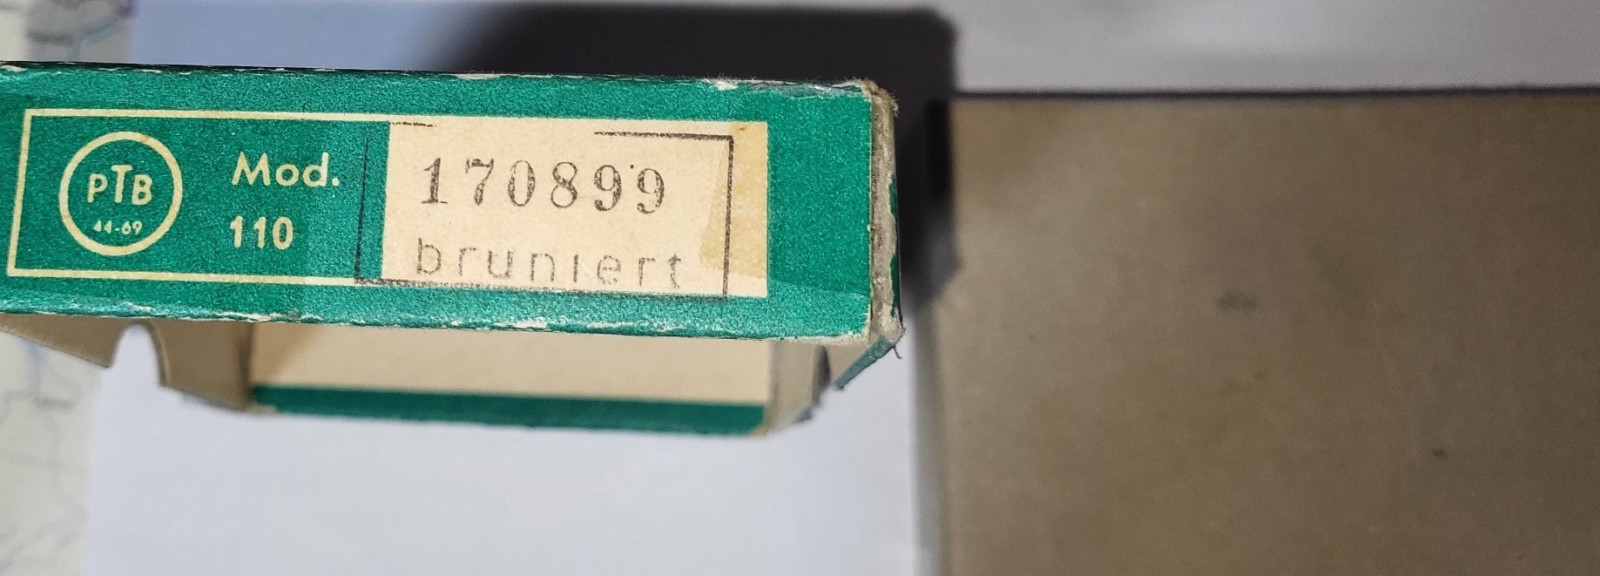 PTB
44-69
Mod.
110
170899
bruniert